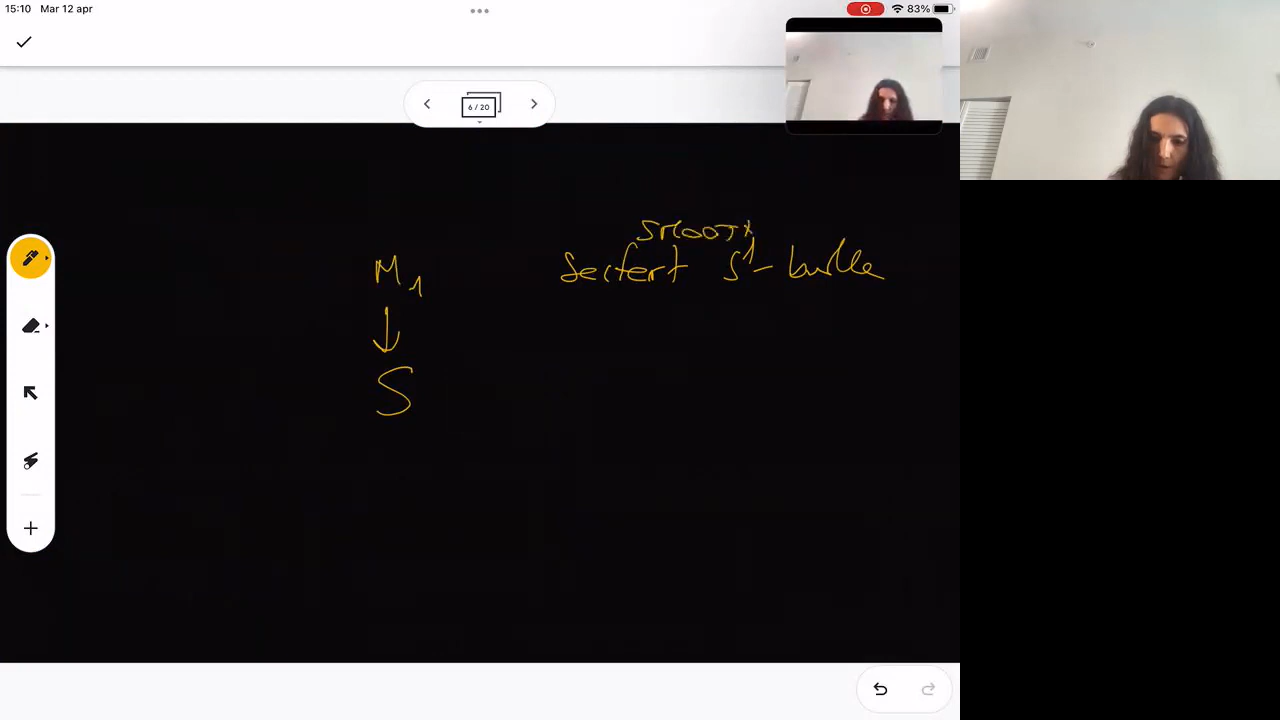 15:10 Mar 12 apr
83%
6 / 20
smooth
M₁ Seifert S¹- bundle
↓
S